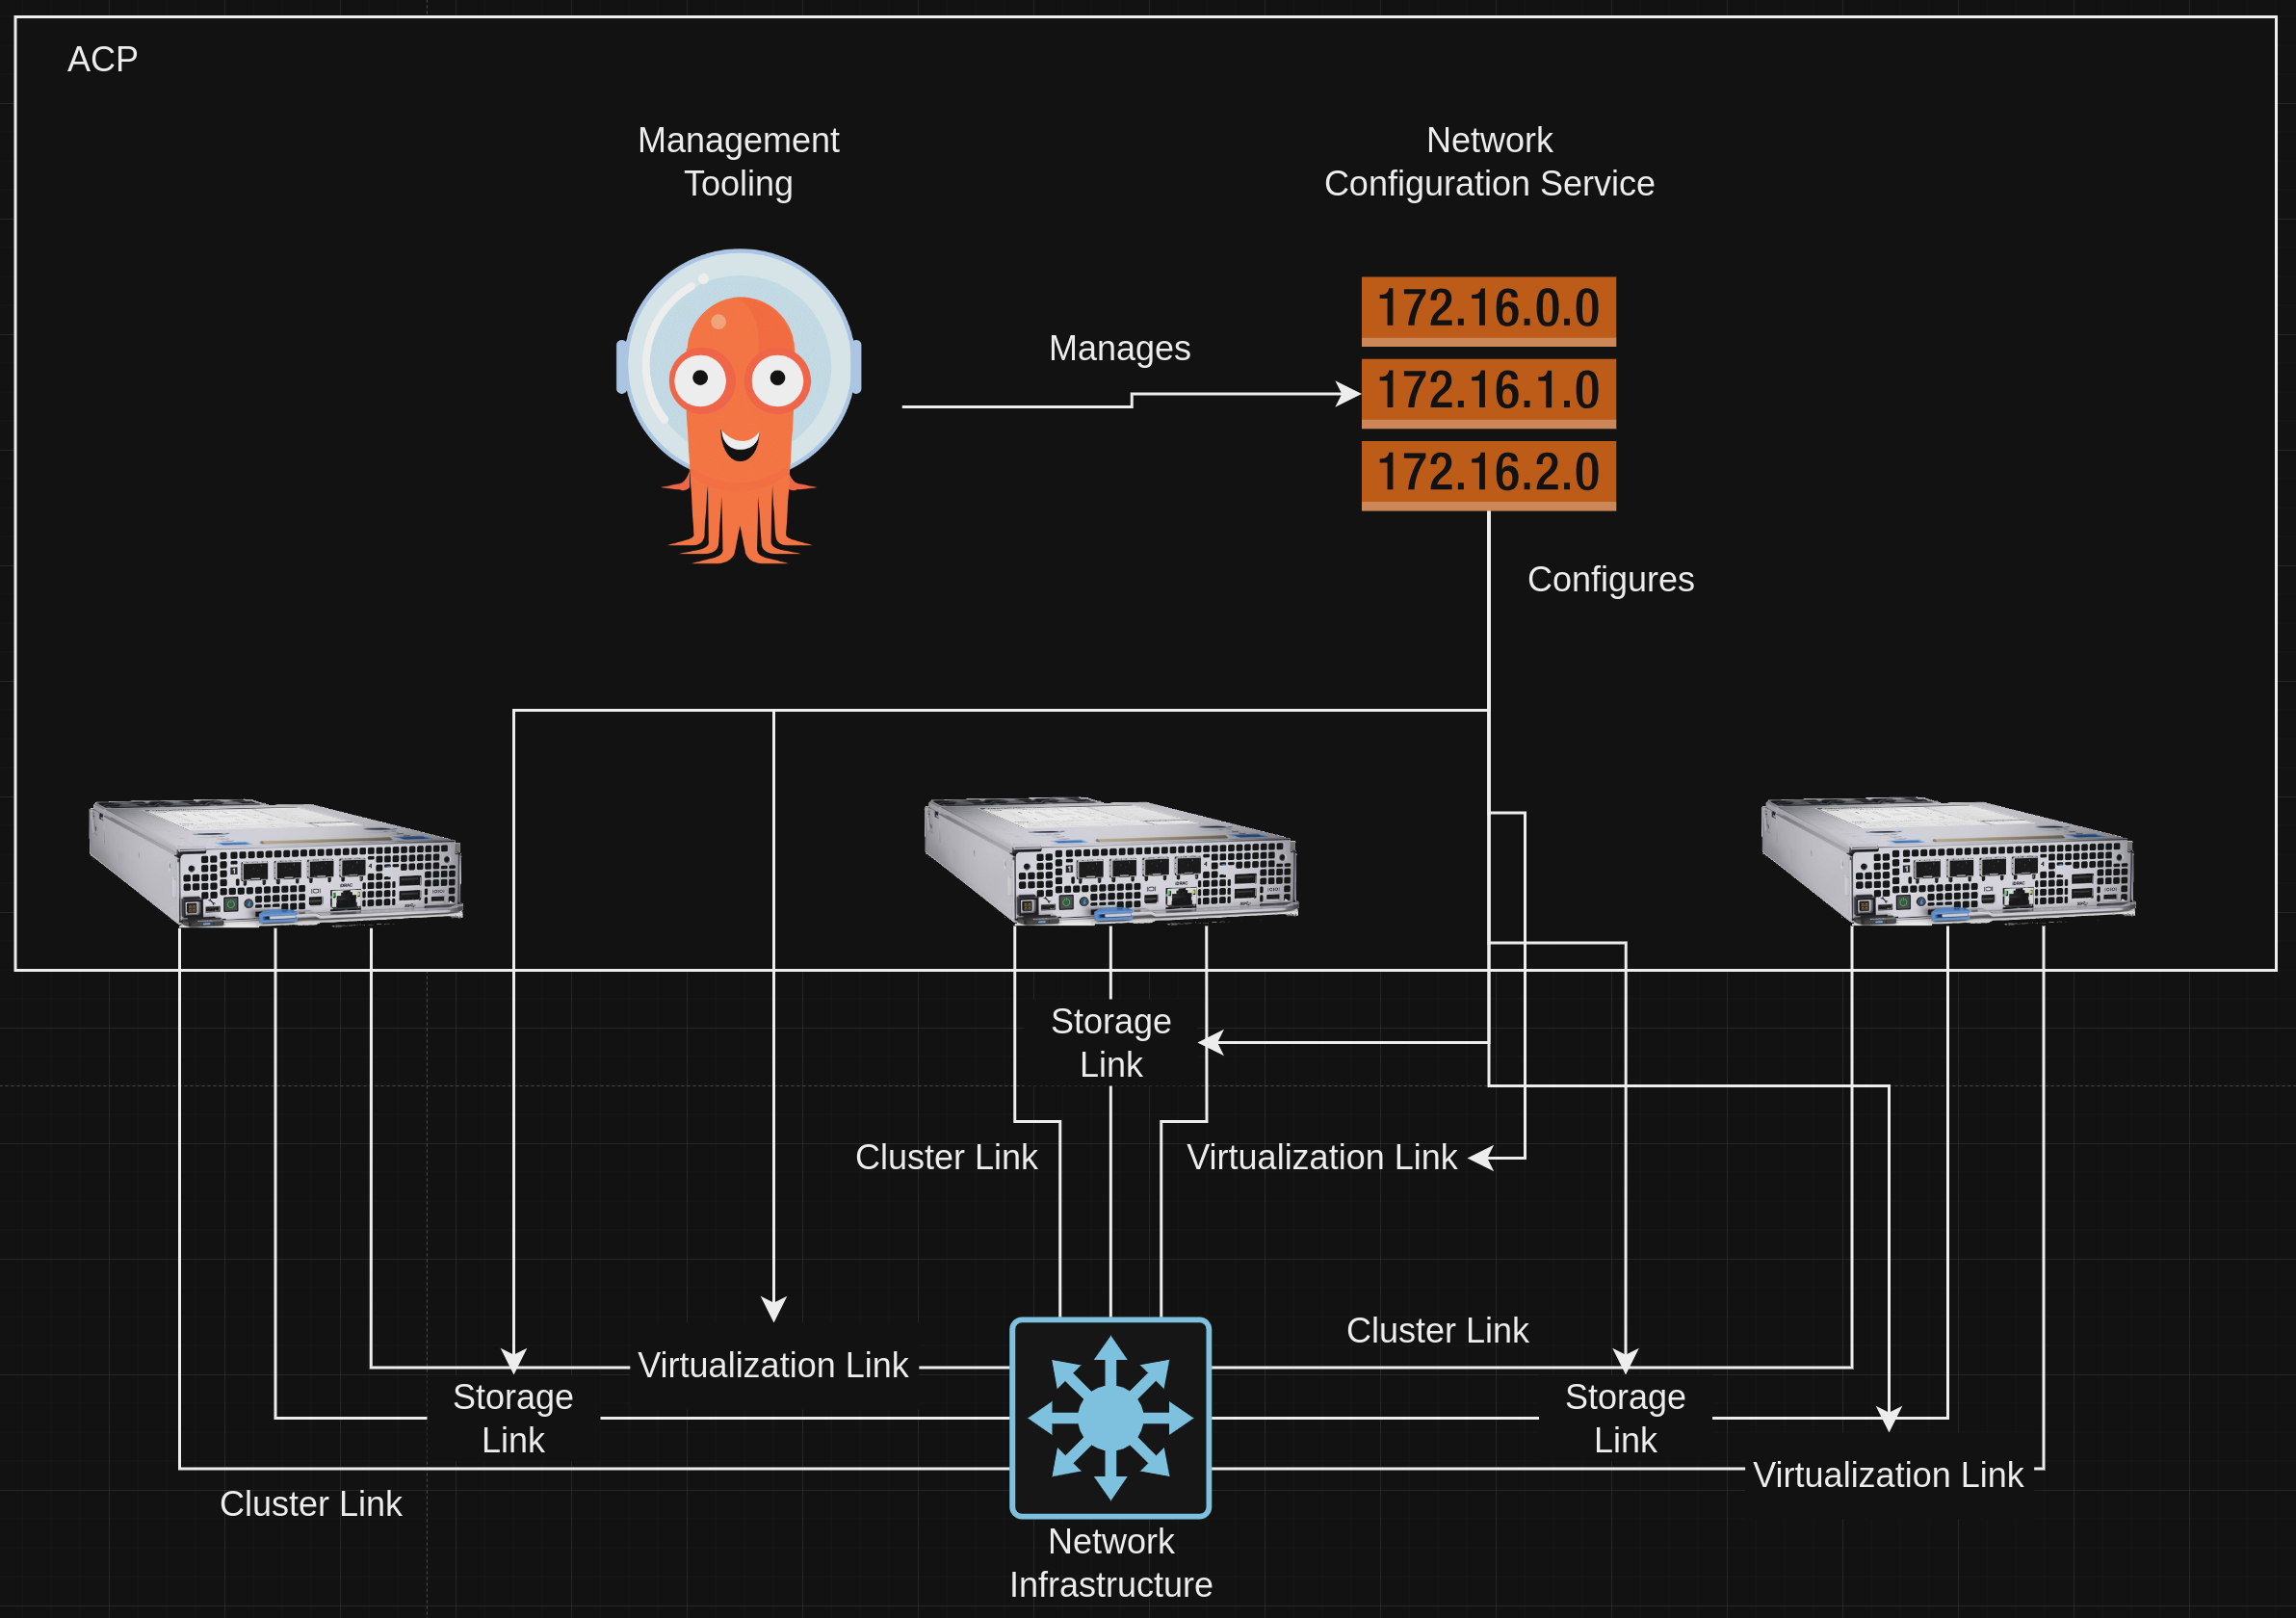 ACP
Management
Tooling
Network
Configuration Service
172.16.0.0
172.16.1.0
172.16.2.0
Manages
Configures
Storage
Link
Cluster Link
Virtualization Link
Cluster Link
Virtualization Link
Storage
Link
Storage
Link
Virtualization Link
Cluster Link
Network
Infrastructure